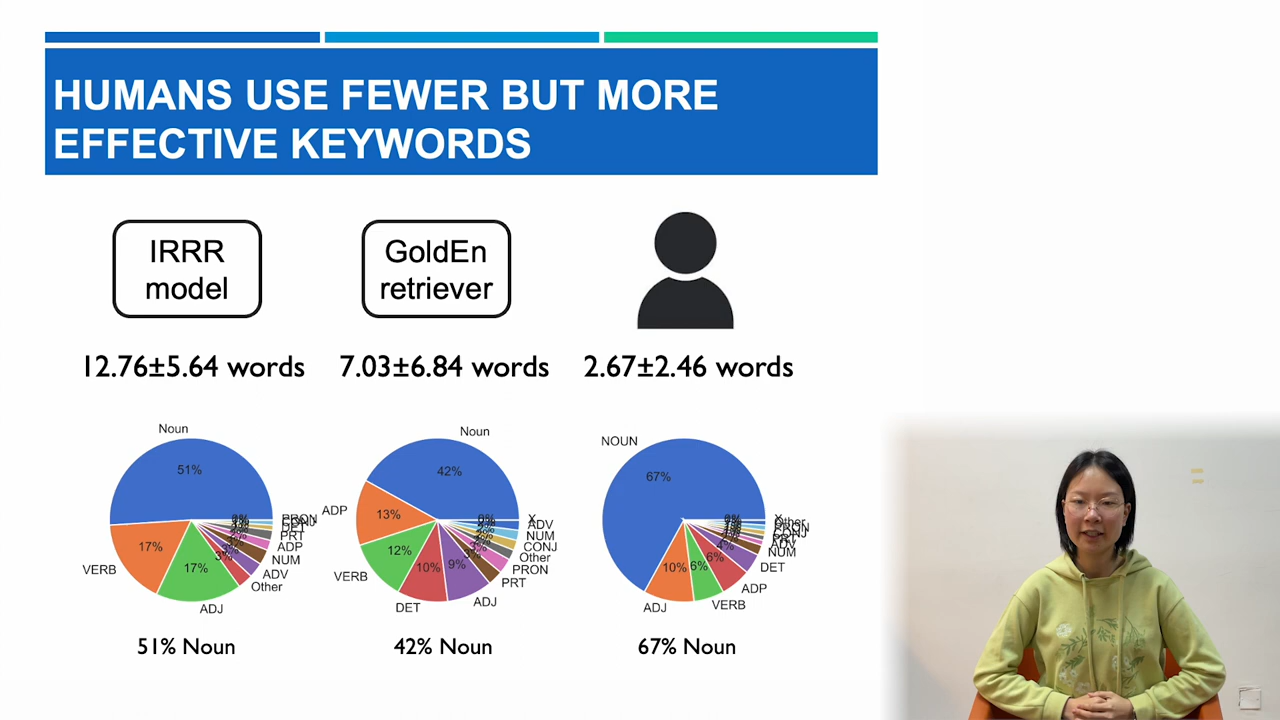 HUMANS USE FEWER BUT MORE
EFFECTIVE KEYWORDS
IRRR
model
GoldEn
retriever
12.76±5.64 words
7.03±6.84 words
2.67±2.46 words
Noun
51%
17%
VERB
17%
ADJ
3%
Other
ADV
NUM
ADP
PRT
Noun
42%
ADP
13%
VERB
12%
DET
10%
ADJ
9%
PRT
PRON
Other
CONJ
NUM
ADV
X
NOUN
67%
ADJ
10%
VERB
6%
ADP
6%
DET
4%
NUM
51% Noun
42% Noun
67% Noun